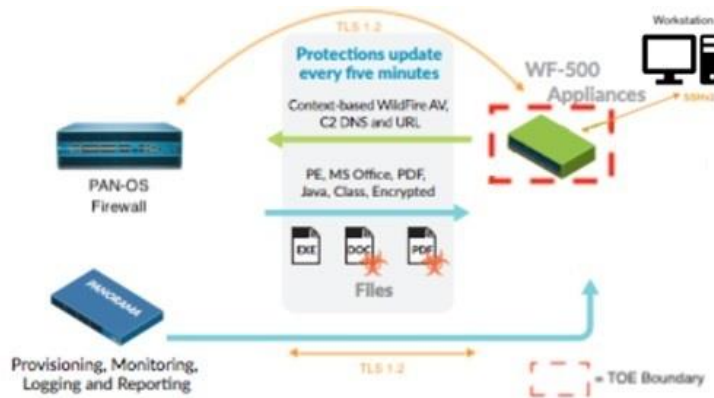 TLS 1.2
Workstation
Protections update
every five minutes
WF-500
Appliances
Context-based WildFire AV,
C2 DNS and URL
PAN-OS
Firewall
PE, MS Office, PDF,
Java, Class, Encrypted
EXE
DOC
PDF
Files
PANORAMA
Provisioning, Monitoring,
Logging and Reporting
TLS 1.2
= TOE Boundary